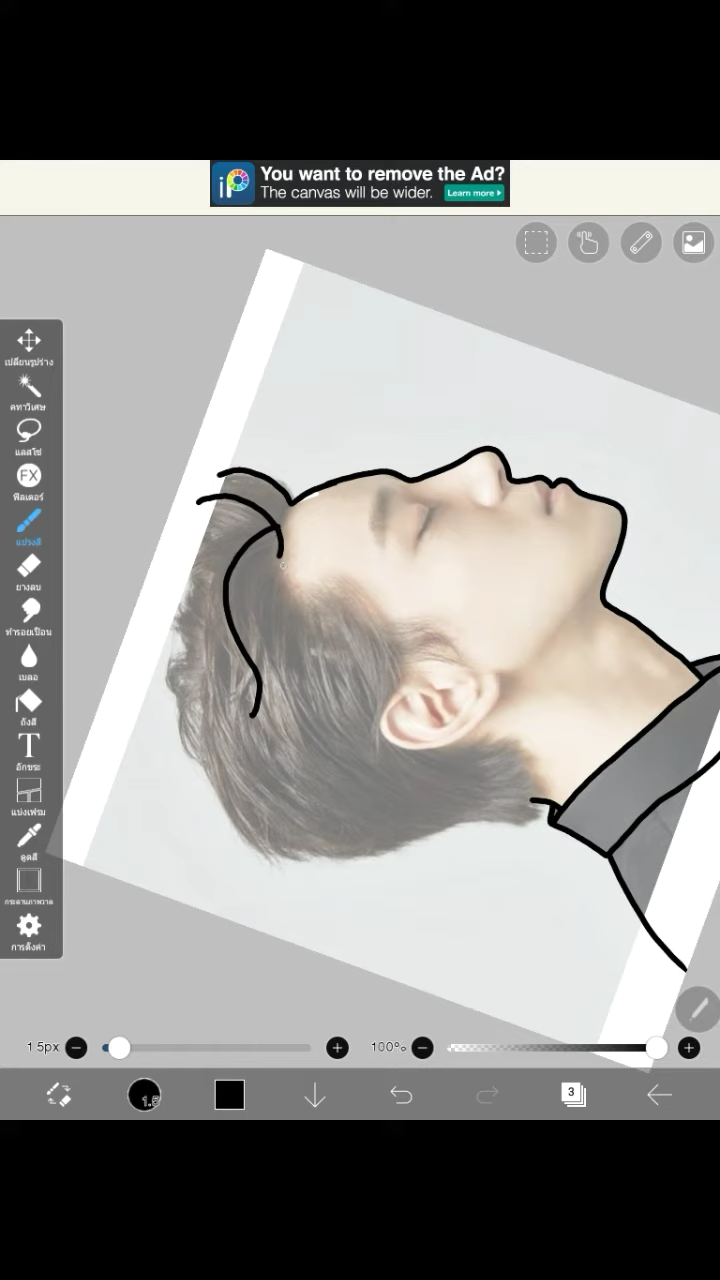 You want to remove the Ad?
The canvas will be wider.
Learn more
iP
เปลี่ยนรูปร่าง
คทาวิเศษ
แลสโซ่
FX
ฟิลเตอร์
แปรงสี
ยางลบ
ทำรอยเปื้อน
เบลอ
ถังสี
T
อักขระ
แบ่งเฟรม
ดูดสี
กระดานภาพวาด
การตั้งค่า
1.5px
100%
1.5
3